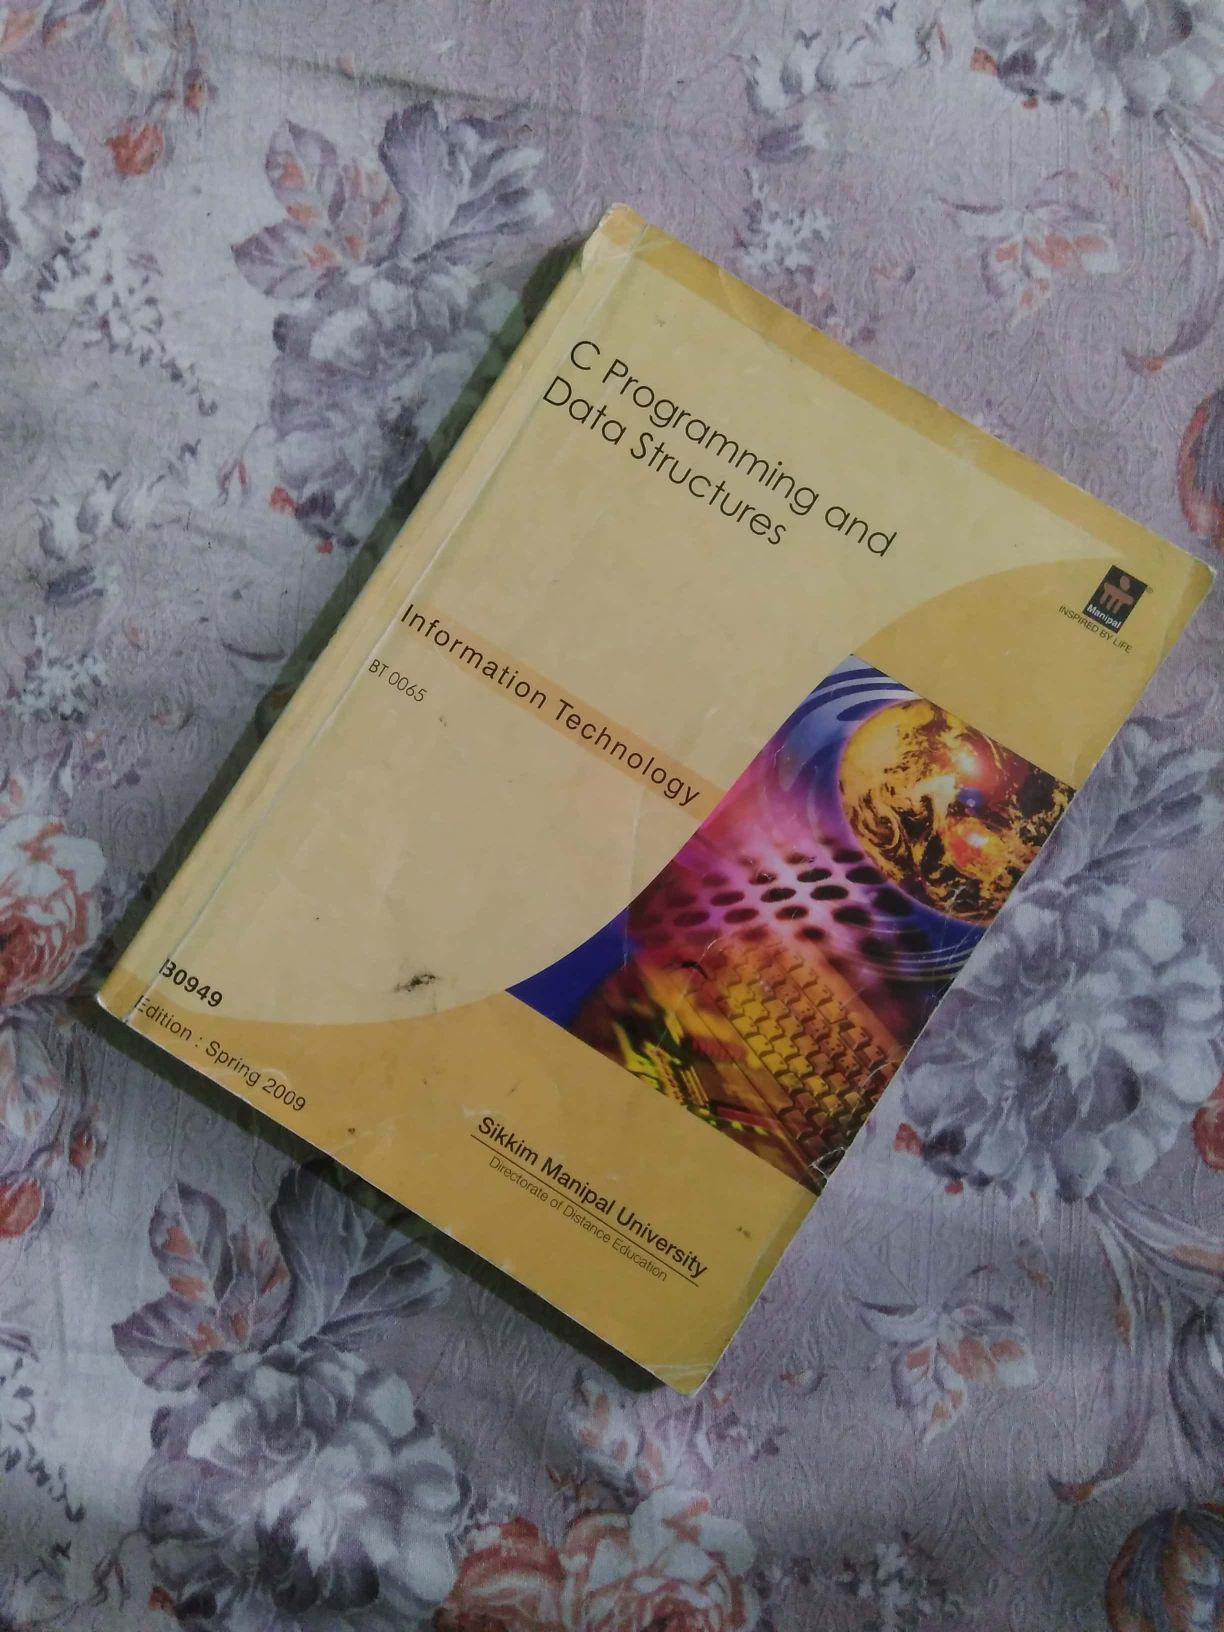 C Programming and
Data Structures
Manipal
®
INSPIRED BY LIFE
Information Technology
BT 0065
B0949
Edition : Spring 2009
Sikkim Manipal University
Directorate of Distance Education